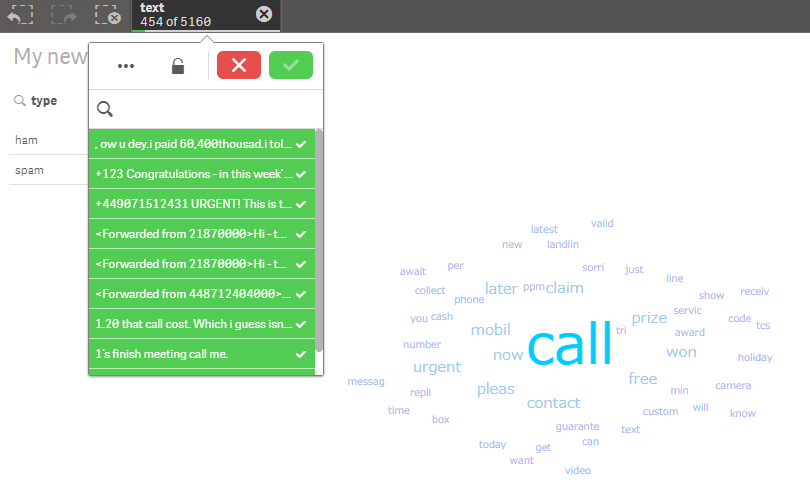 text
454 of 5160
My new
type
ham
spam
, ow u dey.i paid 60,400thousad.i tol...
+123 Congratulations - in this week'...
+449071512431 URGENT! This is t...
<Forwarded from 21870000>Hi - t...
<Forwarded from 21870000>Hi - t...
<Forwarded from 448712404000>...
1.20 that call cost. Which i guess isn...
1's finish meeting call me.
latest valid
new landlin
await per sorri just line
collect phone later ppm claim show receiv
you cash mobil prize servic code tcs
number now call tri award
urgent won holiday
messag pleas free min camera
repli contact
time box custom will know
guarante text
today get can
want video